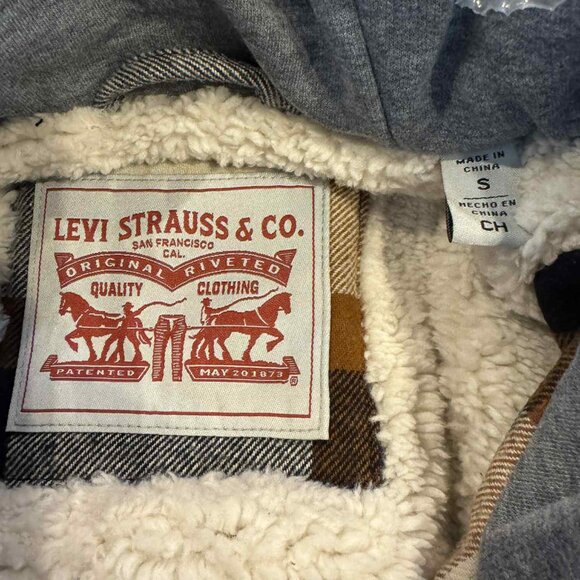 LEVI STRAUSS & CO.
SAN FRANCISCO
CAL.
ORIGINAL RIVETED
QUALITY CLOTHING
PATENTED MAY 20 1873
MADE IN
CHINA
S
HECHO EN
CHINA
CH